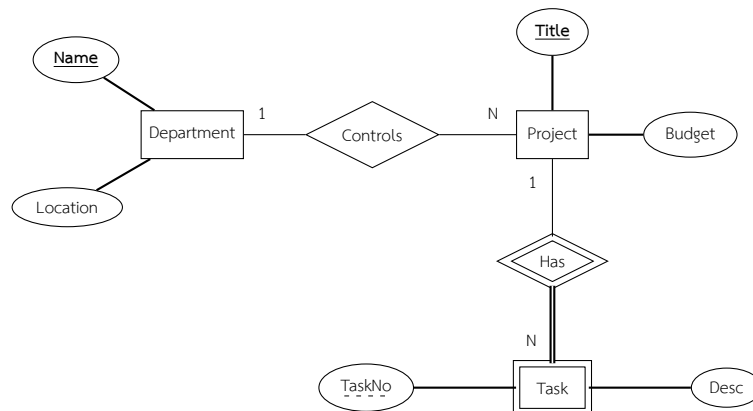 Title
Name
1
N
Department
Controls
Project
Budget
1
Location
Has
N
TaskNo
Task
Desc